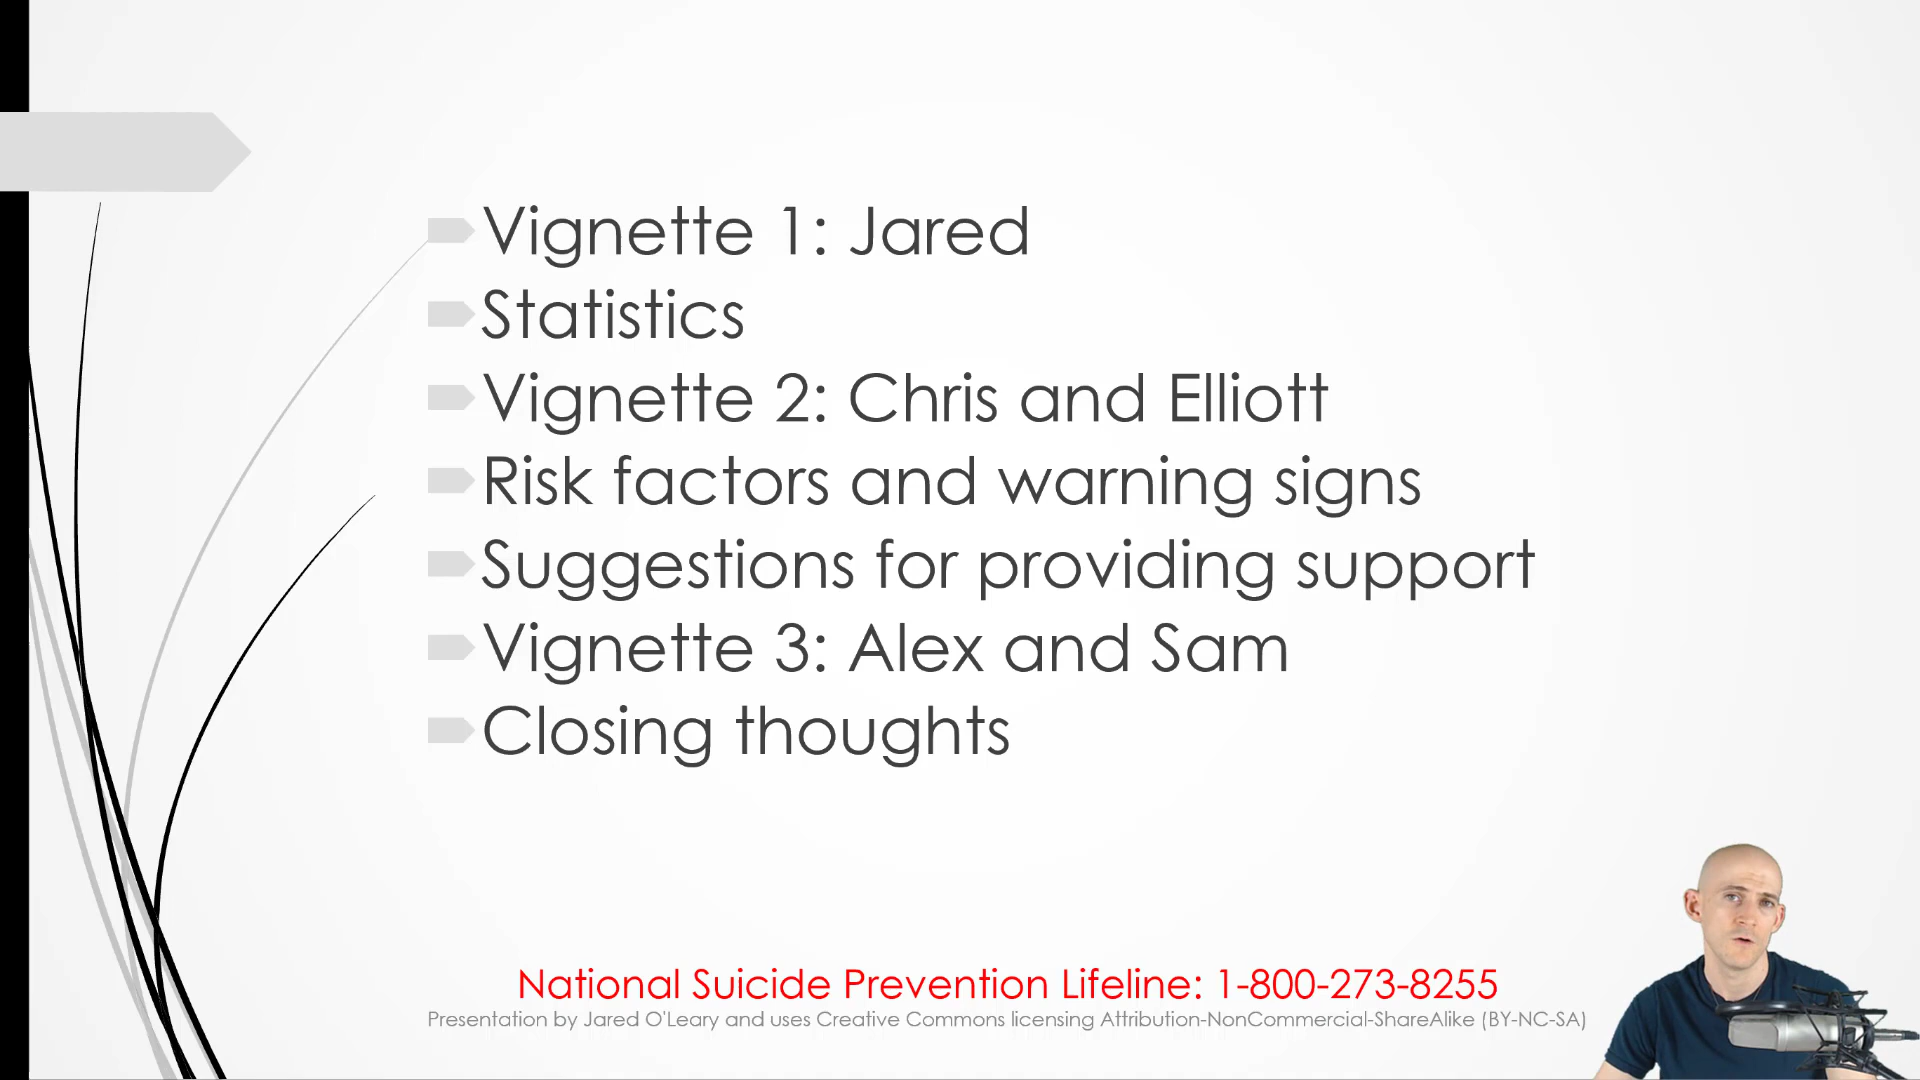 Vignette 1: Jared
Statistics
Vignette 2: Chris and Elliott
Risk factors and warning signs
Suggestions for providing support
Vignette 3: Alex and Sam
Closing thoughts
National Suicide Prevention Lifeline: 1-800-273-8255
Presentation by Jared O'Leary and uses Creative Commons licensing Attribution-NonCommercial-ShareAlike (BY-NC-SA)